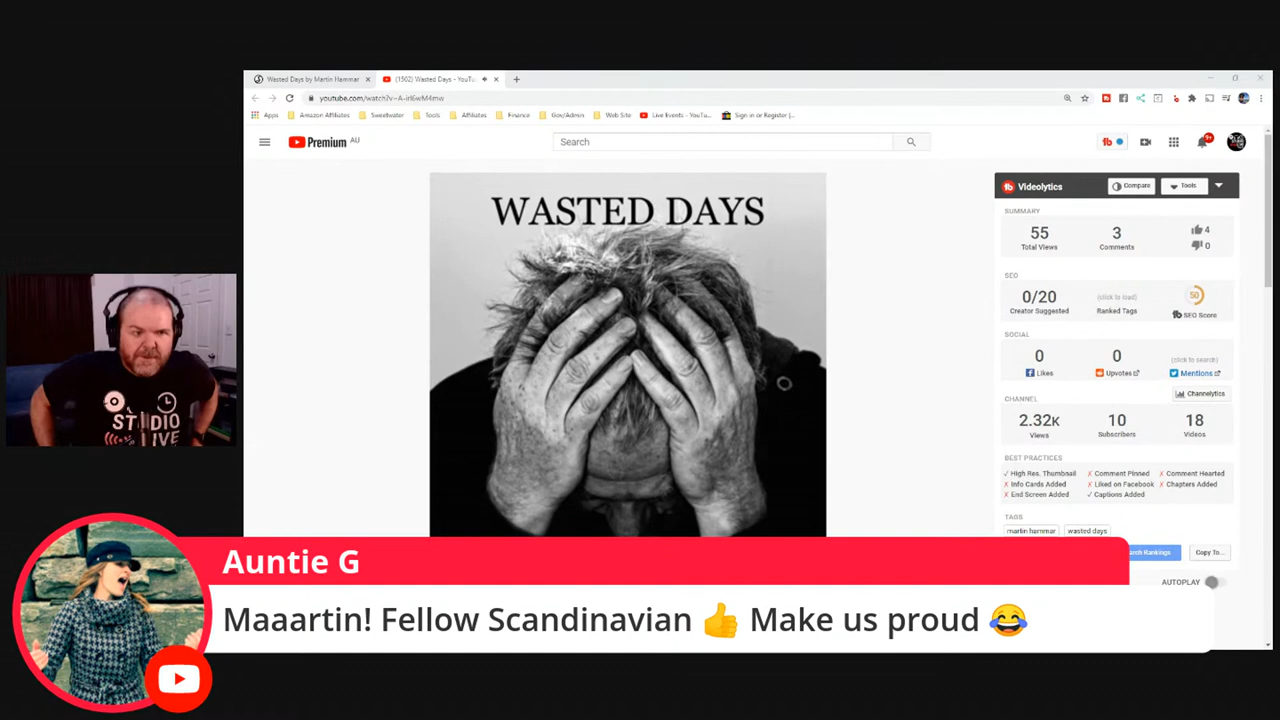 Wasted Days by Martin Hammar
(1502) Wasted Days - YouTu
youtube.com/watch?v=A-irl6wM4mw
Apps
Amazon Affiliates
Sweetwater
Tools
Affiliates
Finance
Gov/Admin
Web Site
Live Events - YouTu...
Sign in or Register |...
Premium AU
Search
9+
WASTED DAYS
Videolytics
Compare
Tools
SUMMARY
55 3 4
Total Views Comments 0
SEO
0/20 (click to load) 50
Creator Suggested Ranked Tags SEO Score
SOCIAL
0 0 (click to search)
Likes Upvotes Mentions
CHANNEL Channelytics
2.32K 10 18
Views Subscribers Videos
BEST PRACTICES
✓ High Res. Thumbnail ✗ Comment Pinned ✗ Comment Hearted
✗ Info Cards Added ✗ Liked on Facebook ✗ Chapters Added
✗ End Screen Added ✓ Captions Added
TAGS
martin hammar wasted days
arch Rankings Copy To...
AUTOPLAY
STUDIO
LIVE
Auntie G
Maaartin! Fellow Scandinavian 👍 Make us proud 😂